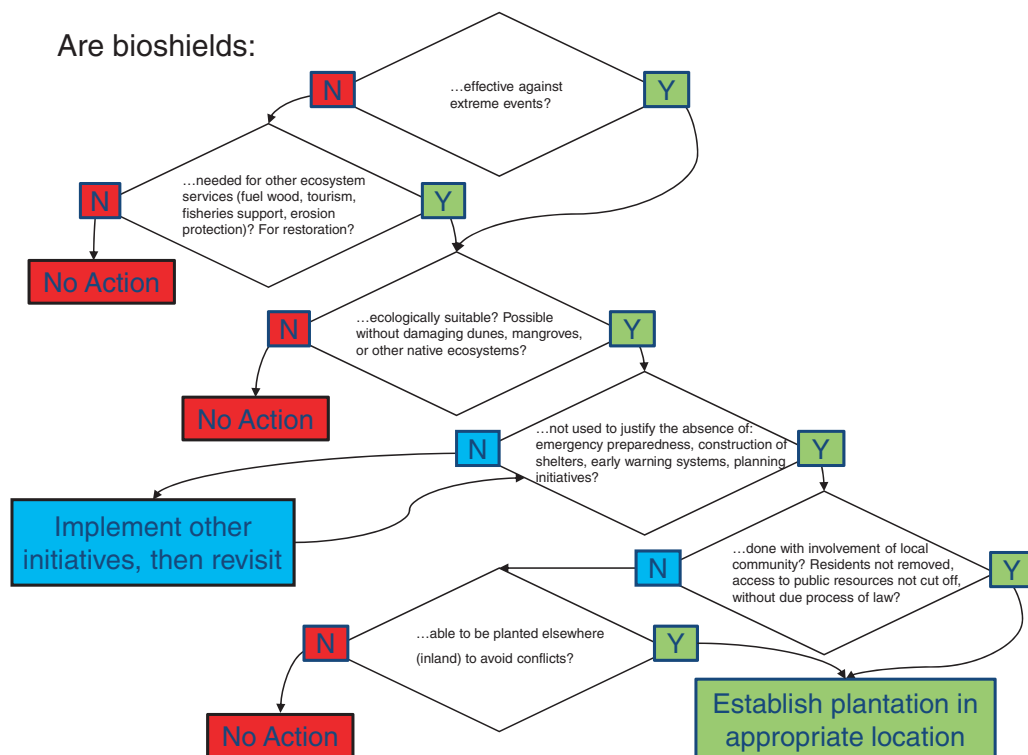 Are bioshields:
…effective against
extreme events?
N
Y
…needed for other ecosystem
services (fuel wood, tourism,
fisheries support, erosion
protection)? For restoration?
N
Y
No Action
…ecologically suitable? Possible
without damaging dunes, mangroves,
or other native ecosystems?
N
Y
No Action
…not used to justify the absence of:
emergency preparedness, construction of
shelters, early warning systems, planning
initiatives?
N
Y
Implement other
initiatives, then revisit
…done with involvement of local
community? Residents not removed,
access to public resources not cut off,
without due process of law?
N
Y
…able to be planted elsewhere
(inland) to avoid conflicts?
N
Y
No Action
Establish plantation in
appropriate location